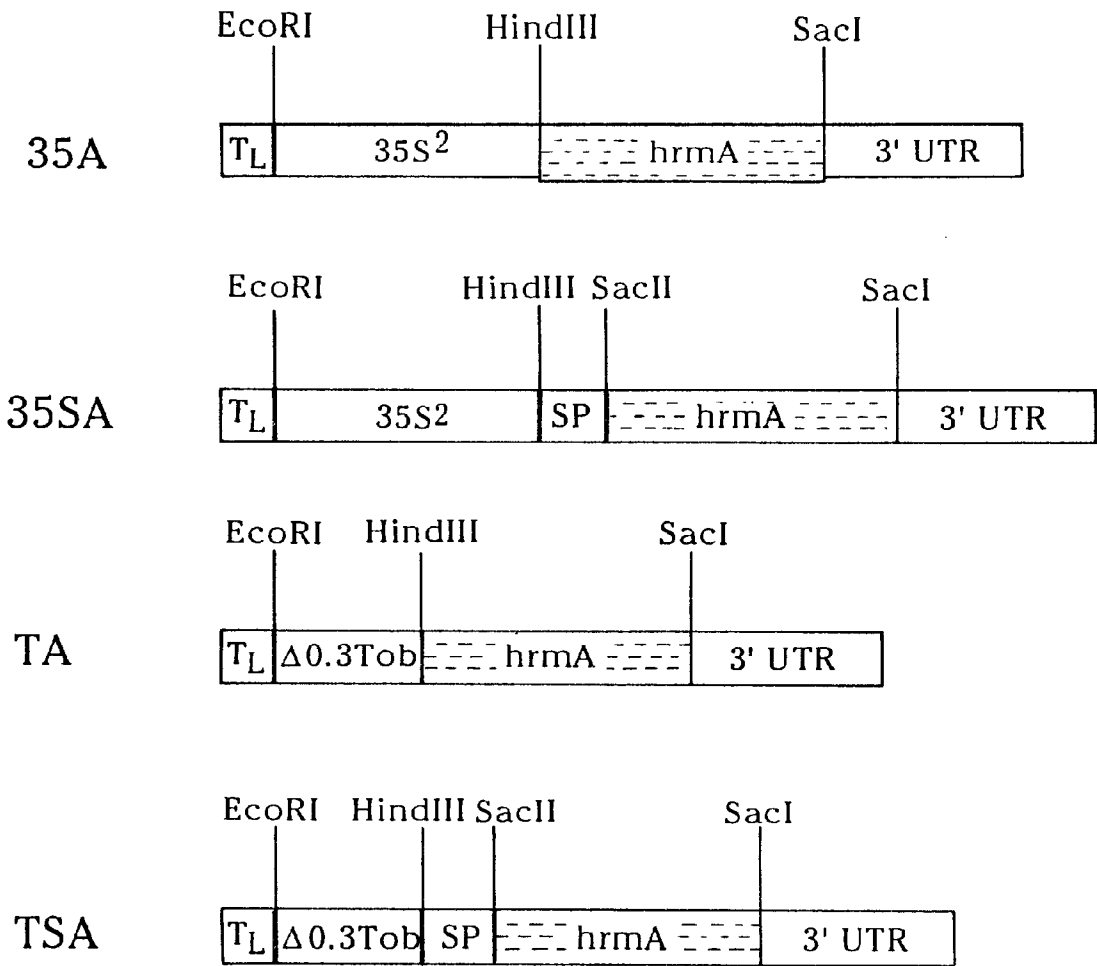 EcoRI HindIII SacI
35A T_L 35S² hrmA 3' UTR
EcoRI HindIII SacII SacI
35SA T_L 35S2 SP hrmA 3' UTR
EcoRI HindIII SacI
TA T_L Δ0.3Tob hrmA 3' UTR
EcoRI HindIII SacII SacI
TSA T_L Δ0.3Tob SP hrmA 3' UTR